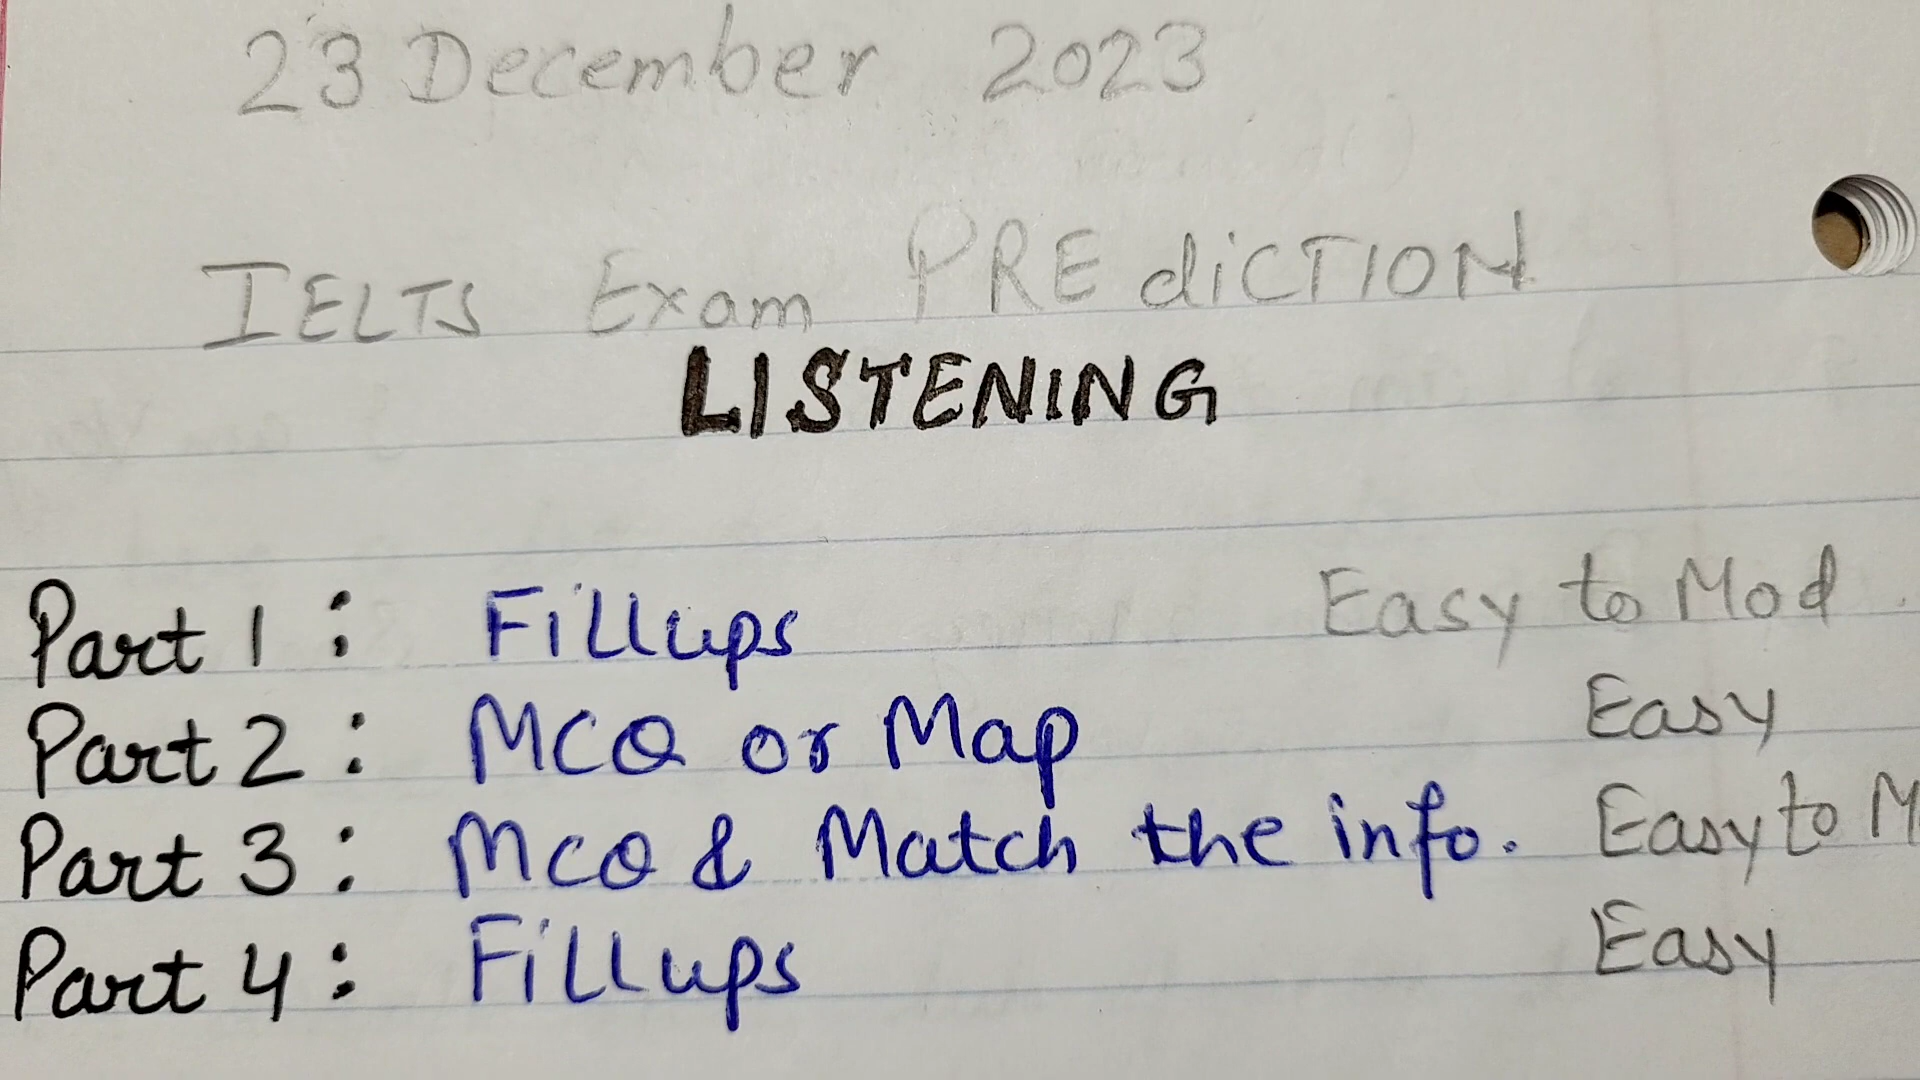 23 December 2023
IELTS Exam PREdiCTION
LISTENING
Part 1 : Fillups Easy to Mod
Part 2 : MCQ or Map Easy
Part 3 : MCQ & Match the info. Easy to M
Part 4 : Fillups Easy